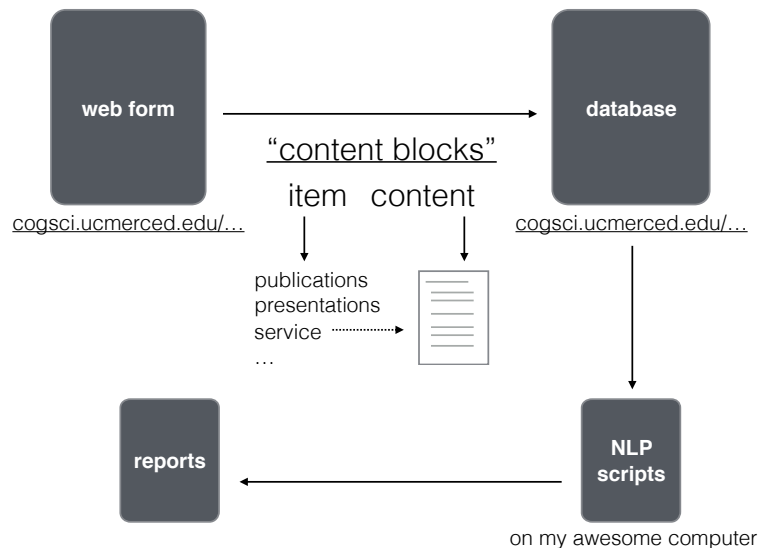 web form
database
“content blocks”
item content
cogsci.ucmerced.edu/…
cogsci.ucmerced.edu/…
publications
presentations
service
…
reports
NLP
scripts
on my awesome computer